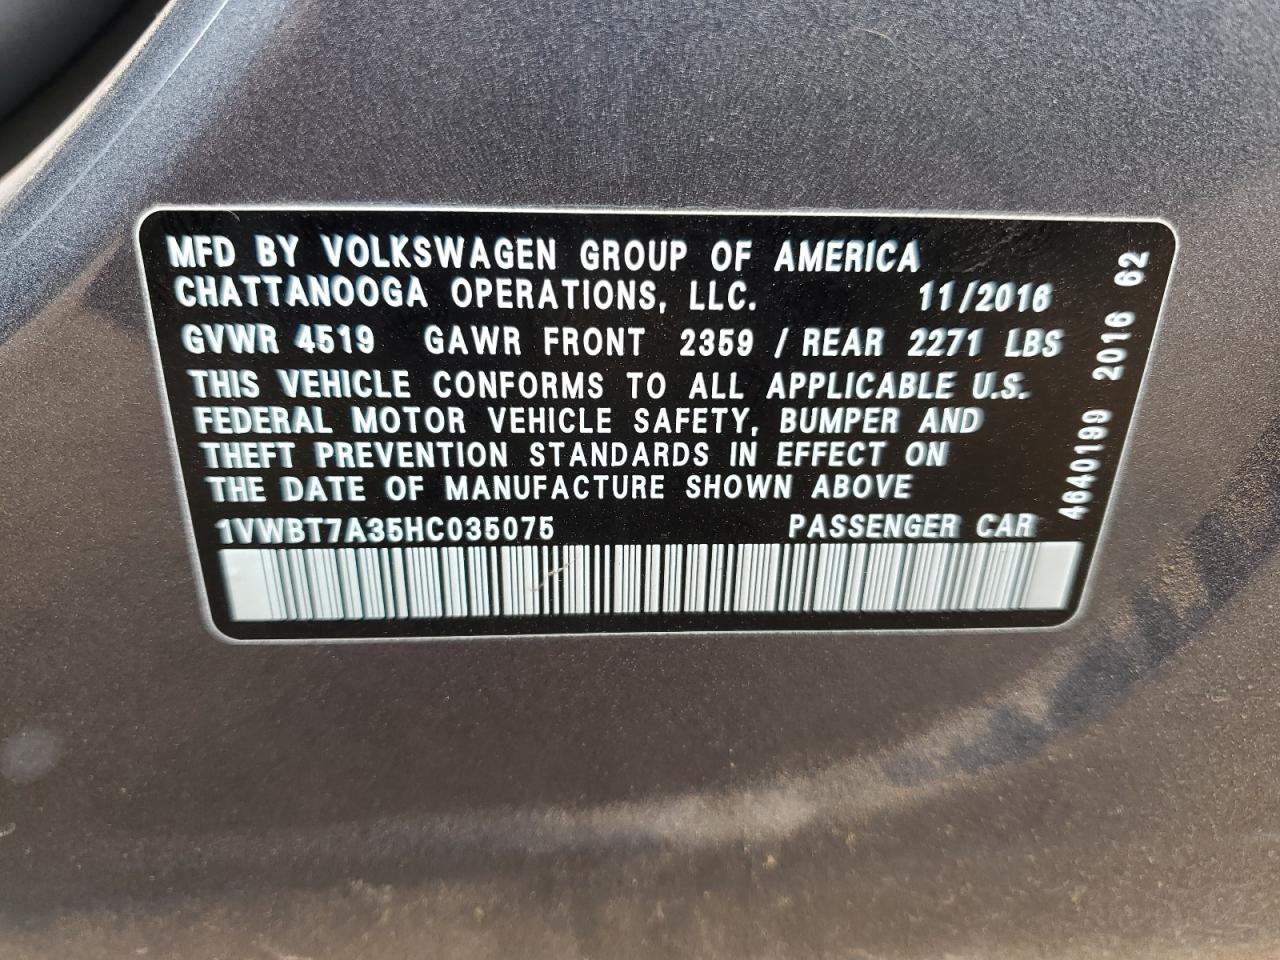 MFD BY VOLKSWAGEN GROUP OF AMERICA
CHATTANOOGA OPERATIONS, LLC. 11/2016
GVWR 4519 GAWR FRONT 2359 / REAR 2271 LBS
THIS VEHICLE CONFORMS TO ALL APPLICABLE U.S.
FEDERAL MOTOR VEHICLE SAFETY, BUMPER AND
THEFT PREVENTION STANDARDS IN EFFECT ON
THE DATE OF MANUFACTURE SHOWN ABOVE
1VWBT7A35HC035075 PASSENGER CAR
4640199 2016 62